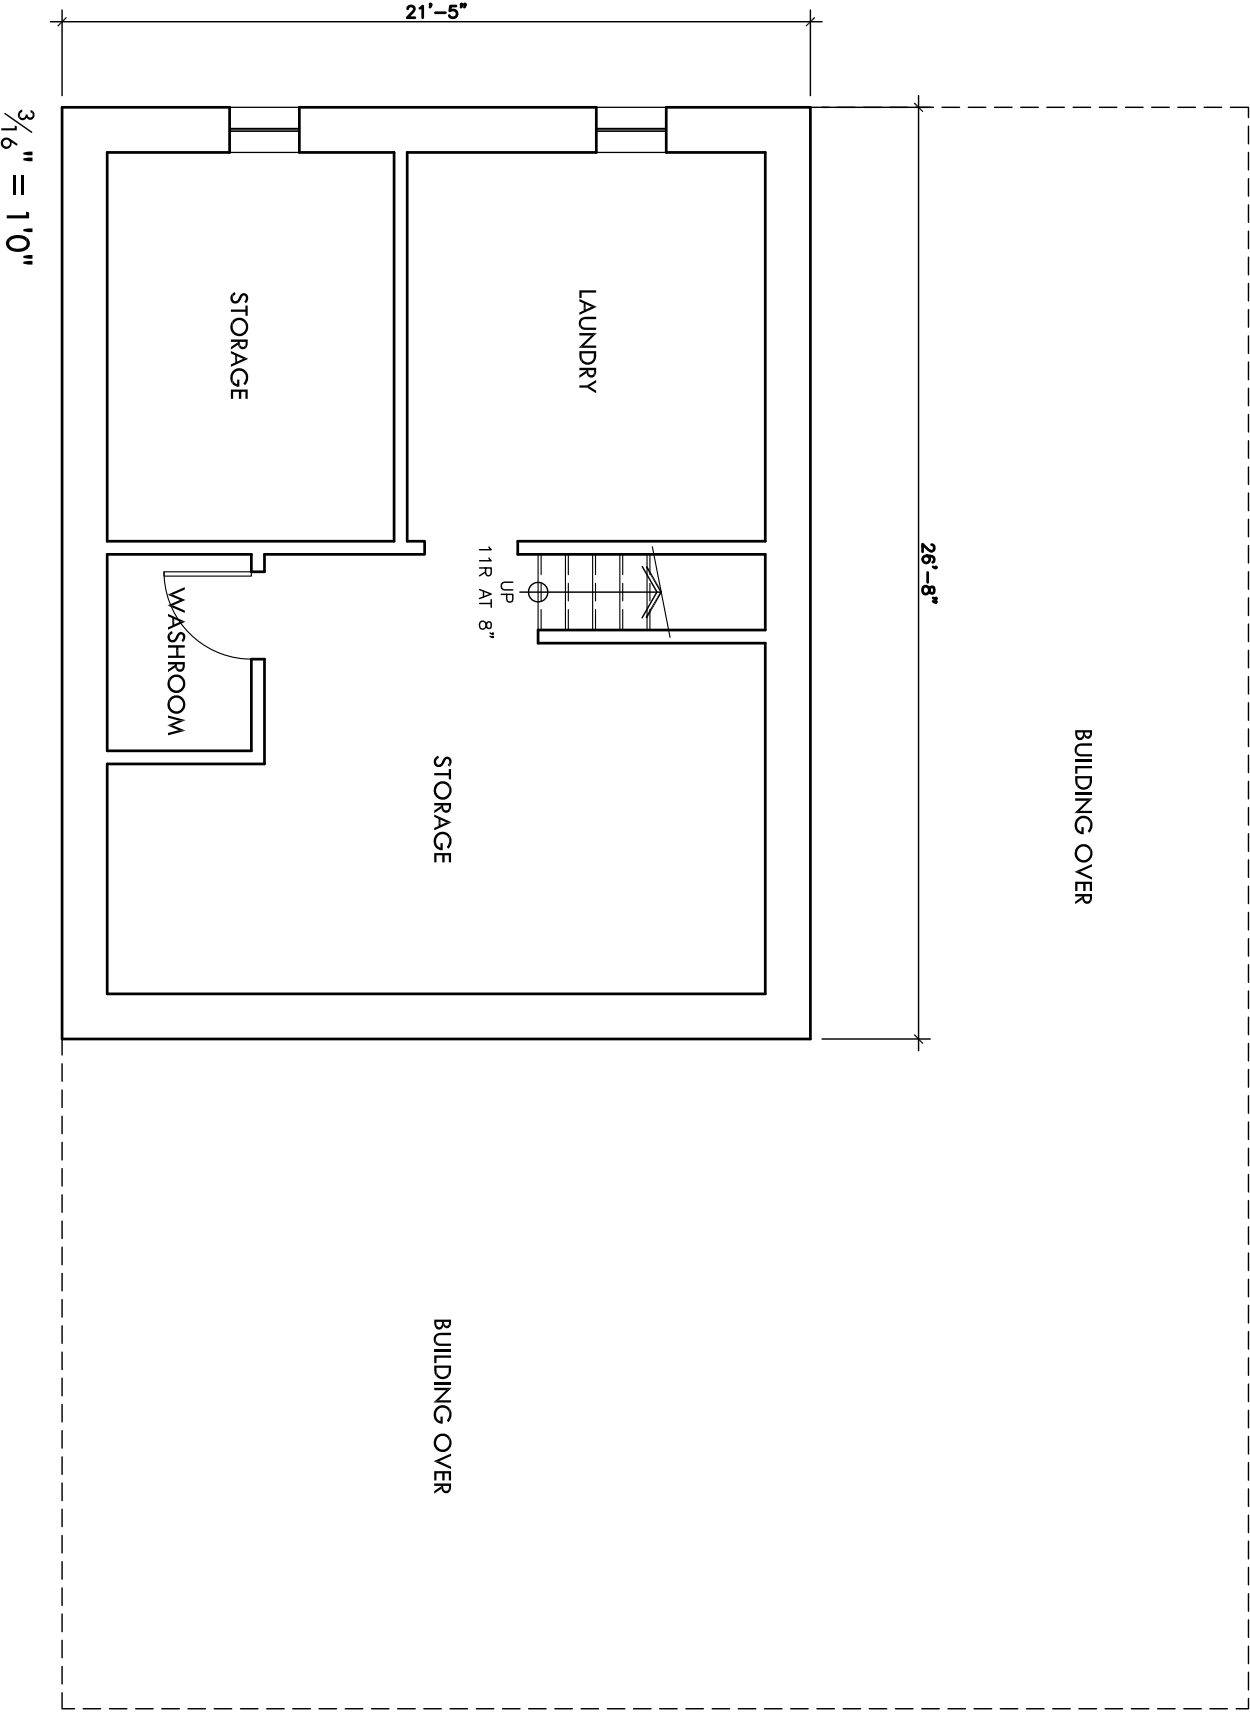 BUILDING OVER
26'-8"
LAUNDRY
UP
11R AT 8"
STORAGE
BUILDING OVER
STORAGE
WASHROOM
21'-5"
3/16" = 1'0"